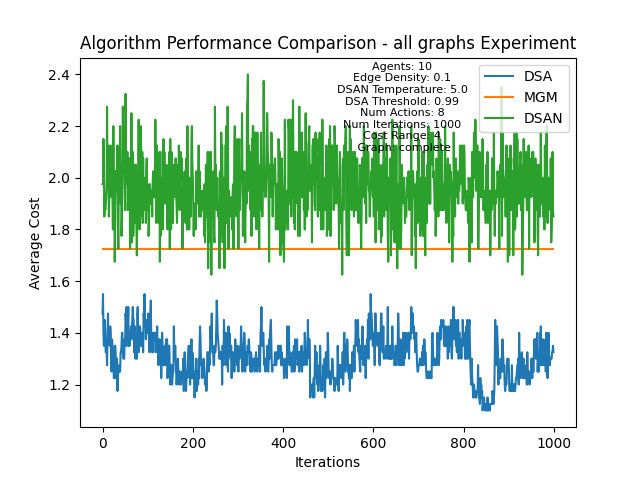 Algorithm Performance Comparison - all graphs Experiment
Agents: 10
Edge Density: 0.1
DSAN Temperature: 5.0
DSA Threshold: 0.99
Num Actions: 8
Num Iterations: 1000
Cost Range: 4
Graph: complete
DSA
MGM
DSAN
Average Cost
2.4
2.2
2.0
1.8
1.6
1.4
1.2
0
200
400
600
800
1000
Iterations